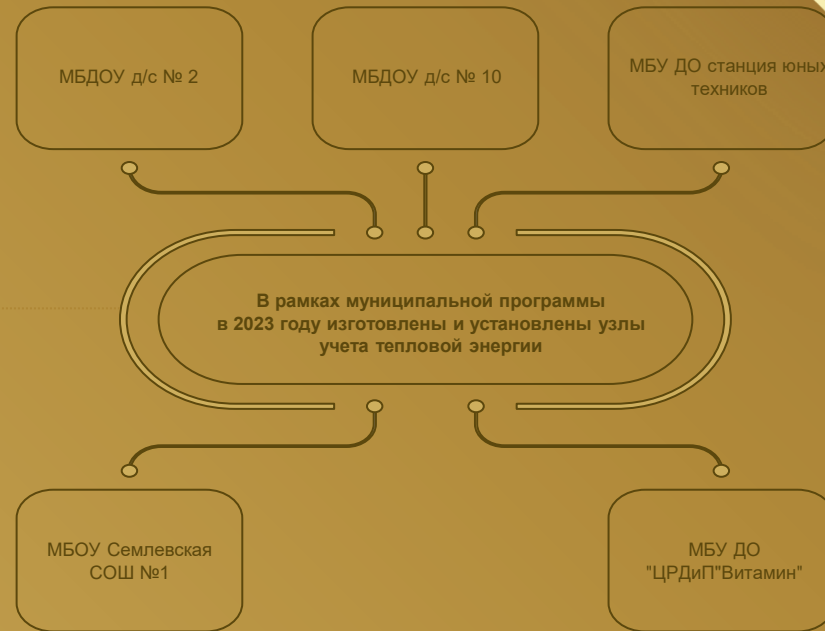 МБДОУ д/с № 2
МБДОУ д/с № 10
МБУ ДО станция юных
техников
В рамках муниципальной программы
в 2023 году изготовлены и установлены узлы
учета тепловой энергии
МБОУ Семлевская
СОШ №1
МБУ ДО
"ЦРДиП"Витамин"